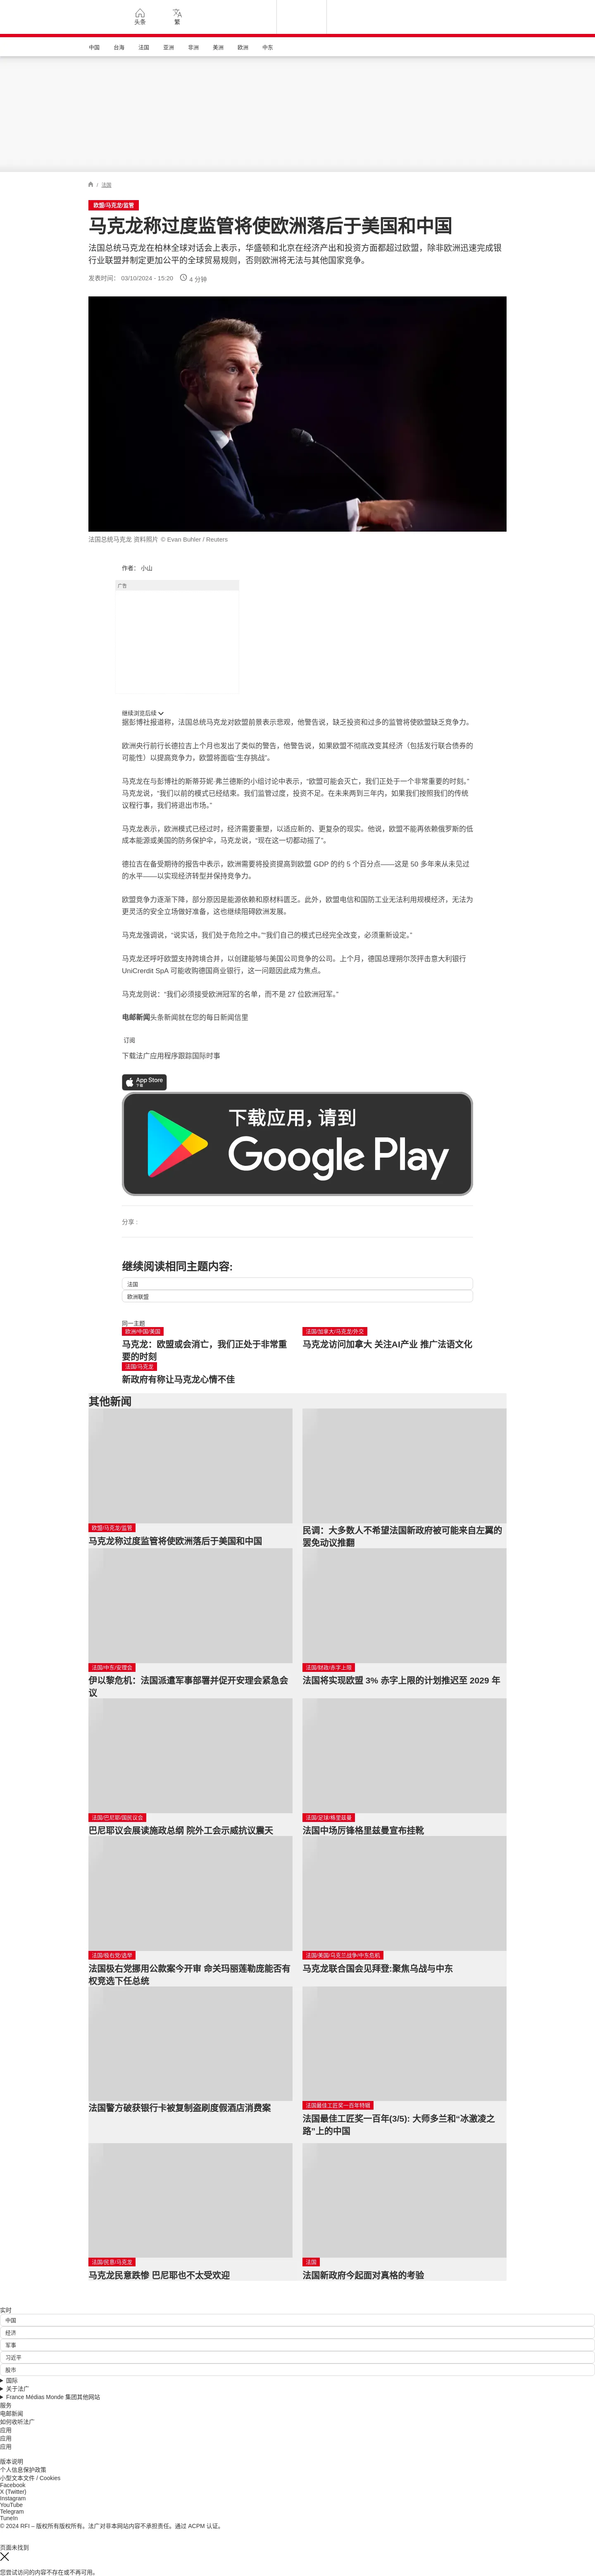 头条
繁
中国
台海
法国
亚洲
非洲
美洲
欧洲
中东
/ 法国
欧盟/马克龙/监管
马克龙称过度监管将使欧洲落后于美国和中国
法国总统马克龙在柏林全球对话会上表示，华盛顿和北京在经济产出和投资方面都超过欧盟，除非欧洲迅速完成银
行业联盟并制定更加公平的全球贸易规则，否则欧洲将无法与其他国家竞争。
发表时间： 03/10/2024 - 15:20 4 分钟
法国总统马克龙 资料照片 © Evan Buhler / Reuters
作者： 小山
广告
继续浏览后续
据彭博社报道称，法国总统马克龙对欧盟前景表示悲观，他警告说，缺乏投资和过多的监管将使欧盟缺乏竞争力。
欧洲央行前行长德拉吉上个月也发出了类似的警告，他警告说，如果欧盟不彻底改变其经济（包括发行联合债券的
可能性）以提高竞争力，欧盟将面临“生存挑战”。
马克龙在与彭博社的斯蒂芬妮·弗兰德斯的小组讨论中表示，“欧盟可能会灭亡，我们正处于一个非常重要的时刻。”
马克龙说，“我们以前的模式已经结束。我们监管过度，投资不足。在未来两到三年内，如果我们按照我们的传统
议程行事，我们将退出市场。”
马克龙表示，欧洲模式已经过时，经济需要重塑，以适应新的、更复杂的现实。他说，欧盟不能再依赖俄罗斯的低
成本能源或美国的防务保护伞，马克龙说，“现在这一切都动摇了”。
德拉吉在备受期待的报告中表示，欧洲需要将投资提高到欧盟 GDP 的约 5 个百分点——这是 50 多年来从未见过
的水平——以实现经济转型并保持竞争力。
欧盟竞争力逐渐下降，部分原因是能源依赖和原材料匮乏。此外，欧盟电信和国防工业无法利用规模经济，无法为
更灵活的安全立场做好准备，这也继续阻碍欧洲发展。
马克龙强调说，“说实话，我们处于危险之中。”“我们自己的模式已经完全改变，必须重新设定。”
马克龙还呼吁欧盟支持跨境合并，以创建能够与美国公司竞争的公司。上个月，德国总理朔尔茨抨击意大利银行
UniCrerdit SpA 可能收购德国商业银行，这一问题因此成为焦点。
马克龙则说：“我们必须接受欧洲冠军的名单，而不是 27 位欧洲冠军。”
电邮新闻头条新闻就在您的每日新闻信里
订阅
下载法广应用程序跟踪国际时事
App Store
下载
下载应用，请到
Google Play
分享 :
继续阅读相同主题内容:
法国
欧洲联盟
同一主题
欧洲/中国/美国
马克龙：欧盟或会消亡，我们正处于非常重
要的时刻
法国/加拿大/马克龙/外交
马克龙访问加拿大 关注AI产业 推广法语文化
法国/马克龙
新政府有称让马克龙心情不佳
其他新闻
欧盟/马克龙/监管
马克龙称过度监管将使欧洲落后于美国和中国
民调：大多数人不希望法国新政府被可能来自左翼的
罢免动议推翻
法国/中东/安理会
伊以黎危机：法国派遣军事部署并促开安理会紧急会
议
法国/财政/赤字上限
法国将实现欧盟 3% 赤字上限的计划推迟至 2029 年
法国/巴尼耶/国民议会
巴尼耶议会展读施政总纲 院外工会示威抗议震天
法国/足球/格里兹曼
法国中场厉锋格里兹曼宣布挂靴
法国/极右党/选举
法国极右党挪用公款案今开审 命关玛丽莲勒庞能否有
权竞选下任总统
法国/美国/乌克兰战争/中东危机
马克龙联合国会见拜登:聚焦乌战与中东
法国警方破获银行卡被复制盗刷度假酒店消费案
法国最佳工匠奖一百年特辑
法国最佳工匠奖一百年(3/5): 大师多兰和“冰激凌之
路”上的中国
法国/民意/马克龙
马克龙民意跌惨 巴尼耶也不太受欢迎
法国
法国新政府今起面对真格的考验
实时
中国
经济
军事
习近平
股市
国际
关于法广
France Médias Monde 集团其他网站
服务
电邮新闻
如何收听法广
应用
应用
应用
版本说明
个人信息保护政策
小型文本文件 / Cookies
Facebook
X (Twitter)
Instagram
YouTube
Telegram
TuneIn
© 2024 RFI – 版权所有版权所有。法广对非本网站内容不承担责任。通过 ACPM 认证。
页面未找到
您尝试访问的内容不存在或不再可用。